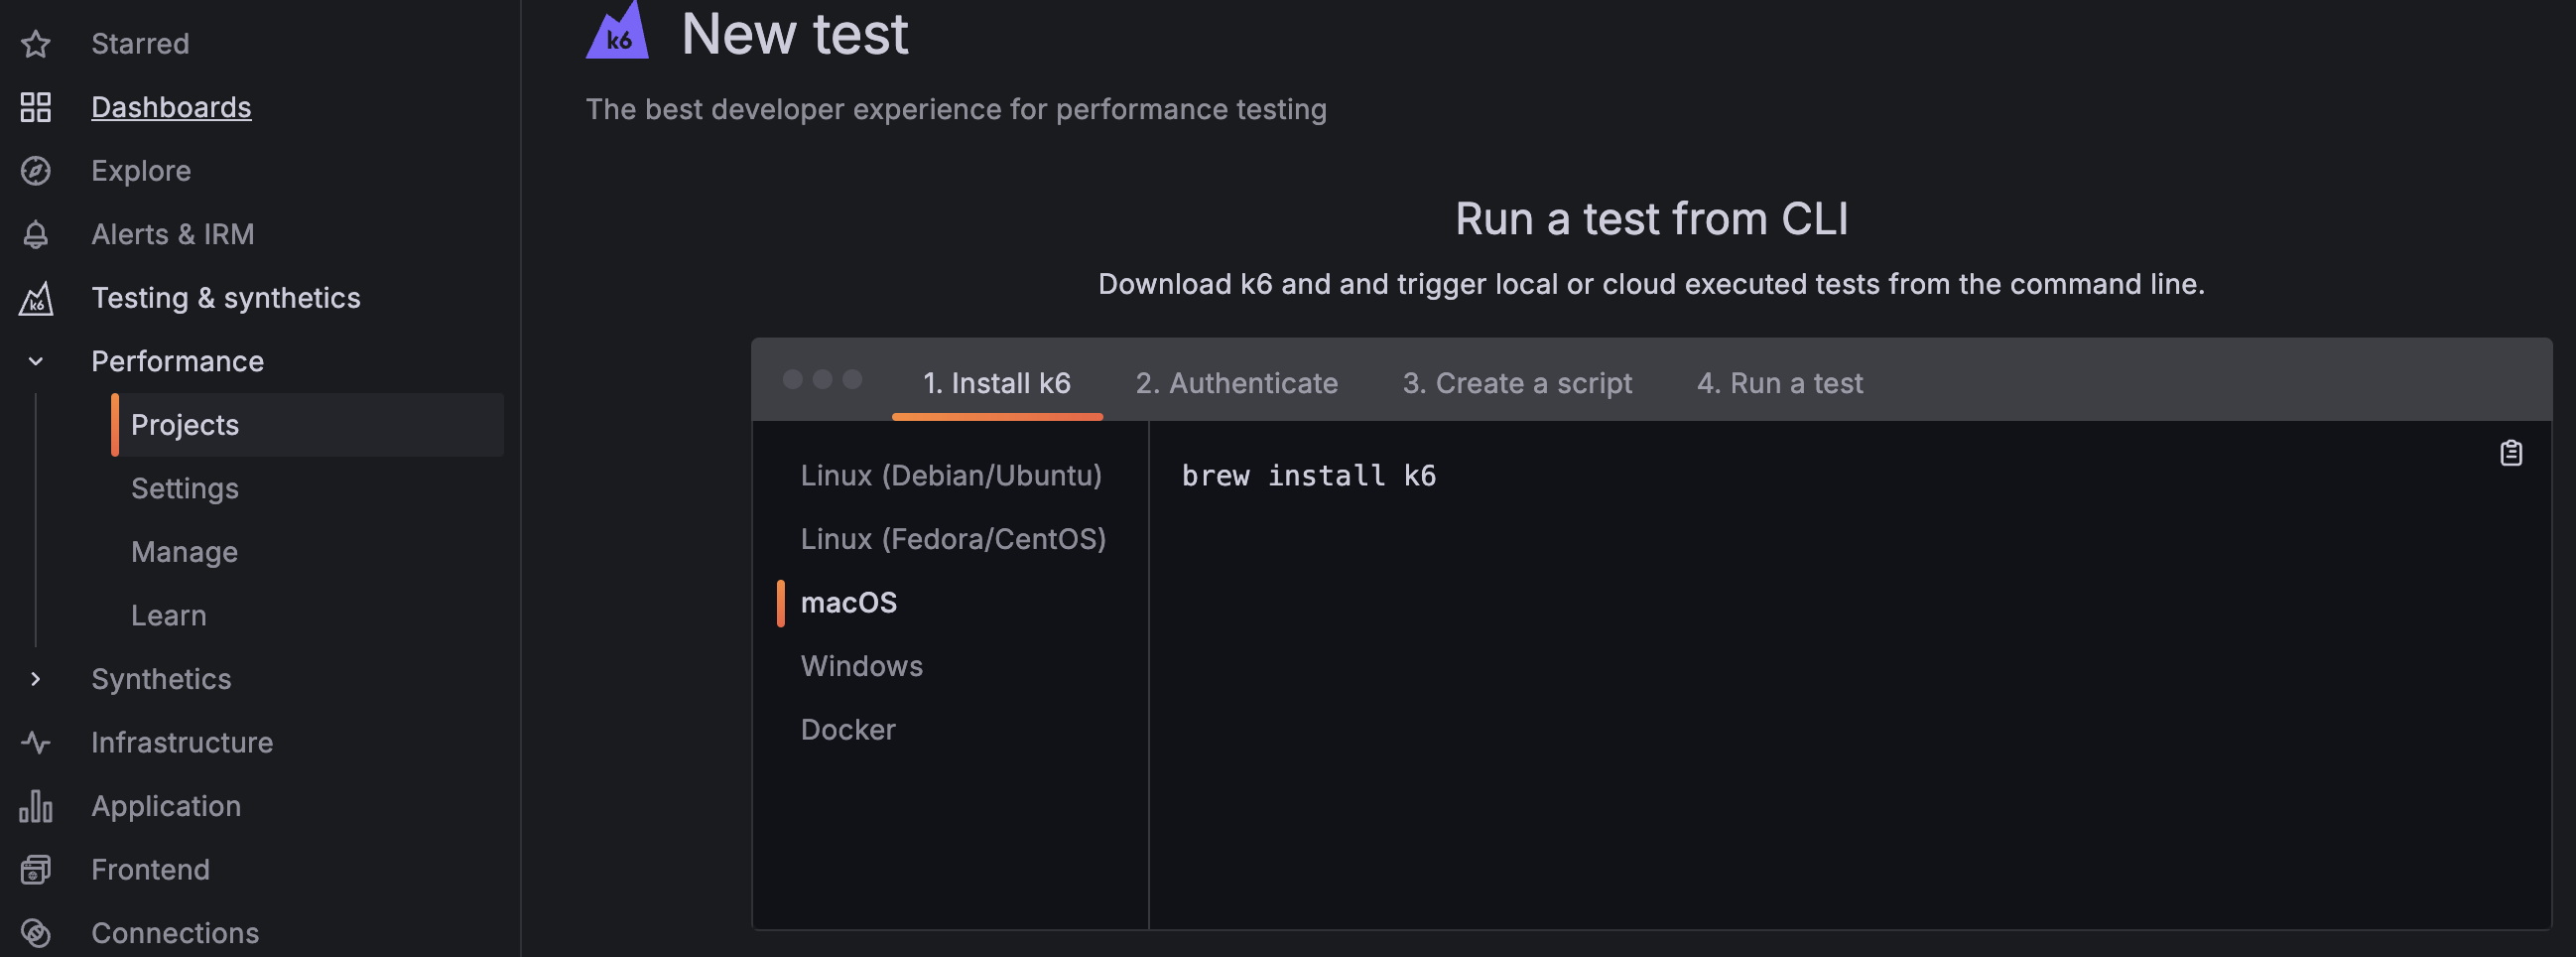 Starred
Dashboards
Explore
Alerts & IRM
k6
Testing & synthetics
Performance
Projects
Settings
Manage
Learn
Synthetics
Infrastructure
Application
Frontend
Connections
k6
New test
The best developer experience for performance testing
Run a test from CLI
Download k6 and and trigger local or cloud executed tests from the command line.
1. Install k6
2. Authenticate
3. Create a script
4. Run a test
Linux (Debian/Ubuntu)
Linux (Fedora/CentOS)
macOS
Windows
Docker
brew install k6